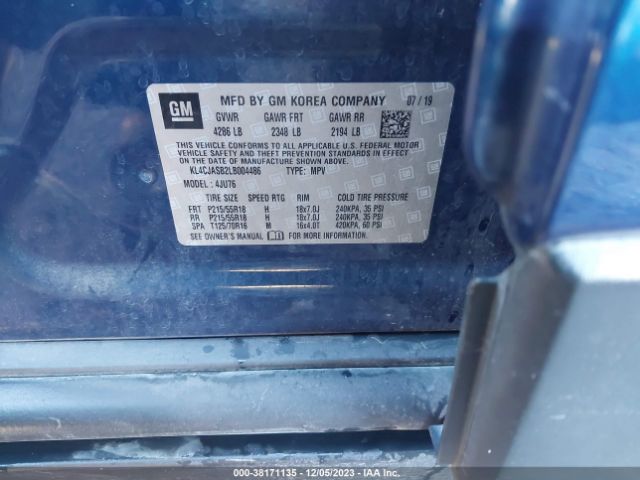 GM
MFD BY GM KOREA COMPANY 07/19
GVWR GAWR FRT GAWR RR
4286 LB 2348 LB 2194 LB
THIS VEHICLE CONFORMS TO ALL APPLICABLE U.S. FEDERAL MOTOR
VEHICLE SAFETY AND THEFT PREVENTION STANDARDS IN EFFECT ON
THE DATE OF MANUFACTURE SHOWN ABOVE.
KL4CJASB2LB004486 TYPE: MPV
MODEL: 4JU76
TIRE SIZE SPEED RTG RIM COLD TIRE PRESSURE
FRT P215/55R18 H 18x7.0J 240KPA, 35 PSI
RR P215/55R18 H 18x7.0J 240KPA, 35 PSI
SPA T125/70R16 M 16x4.0T 420KPA, 60 PSI
SEE OWNER'S MANUAL FOR MORE INFORMATION.
000-38171135 - 12/05/2023 - IAA Inc.